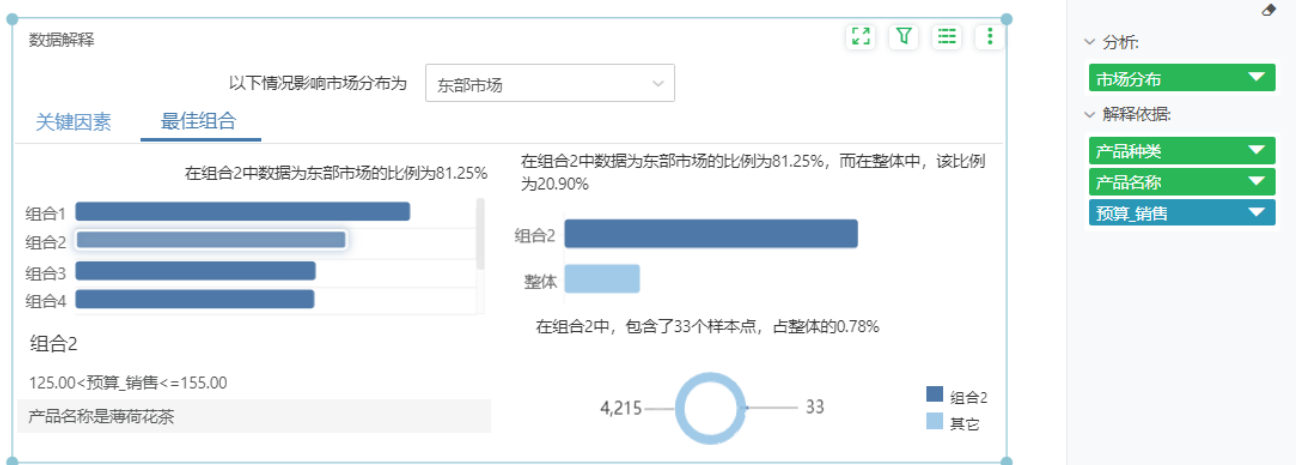 数据解释
以下情况影响市场分布为
东部市场
关键因素
最佳组合
在组合2中数据为东部市场的比例为81.25%
组合1
组合2
组合3
组合4
组合2
125.00<预算_销售<=155.00
产品名称是薄荷花茶
在组合2中数据为东部市场的比例为81.25%，而在整体中，该比例
为20.90%
组合2
整体
在组合2中，包含了33个样本点，占整体的0.78%
4,215
33
组合2
其它
分析:
市场分布
解释依据:
产品种类
产品名称
预算_销售